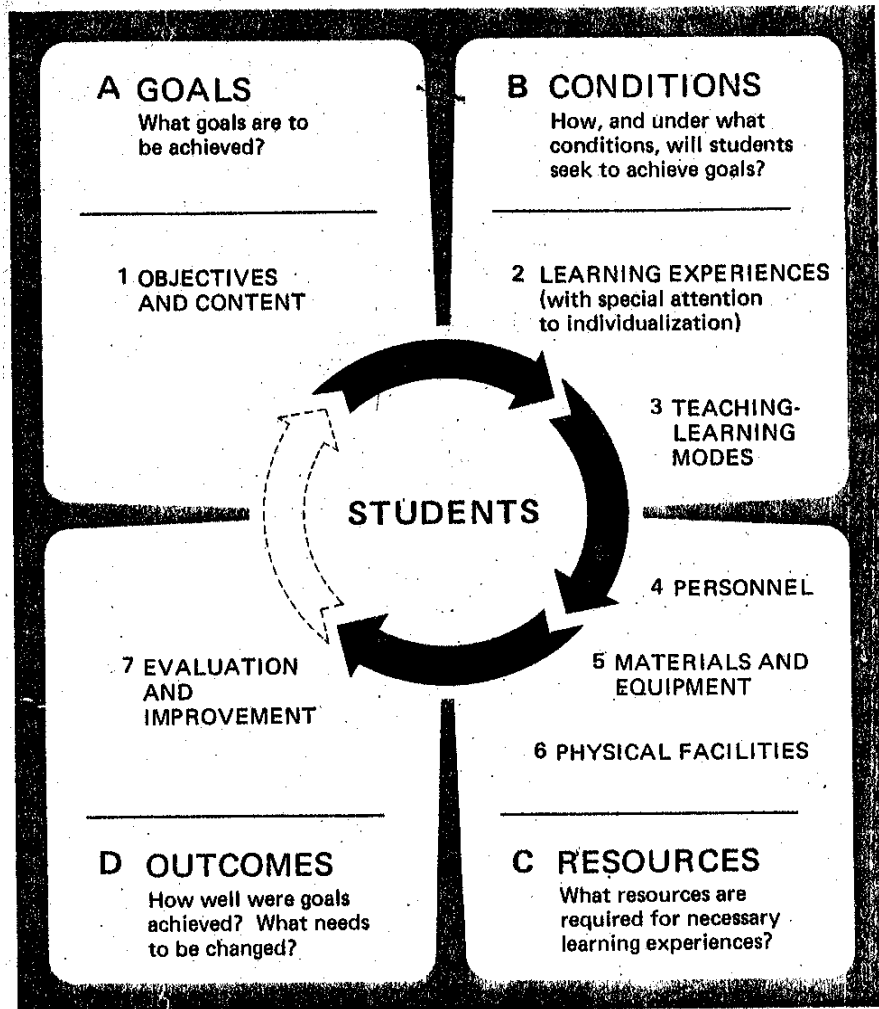 A GOALS
What goals are to
be achieved?
1 OBJECTIVES
AND CONTENT
B CONDITIONS
How, and under what
conditions, will students
seek to achieve goals?
2 LEARNING EXPERIENCES
(with special attention
to individualization)
3 TEACHING-
LEARNING
MODES
STUDENTS
4 PERSONNEL
5 MATERIALS AND
EQUIPMENT
6 PHYSICAL FACILITIES
C RESOURCES
What resources are
required for necessary
learning experiences?
7 EVALUATION
AND
IMPROVEMENT
D OUTCOMES
How well were goals
achieved? What needs
to be changed?